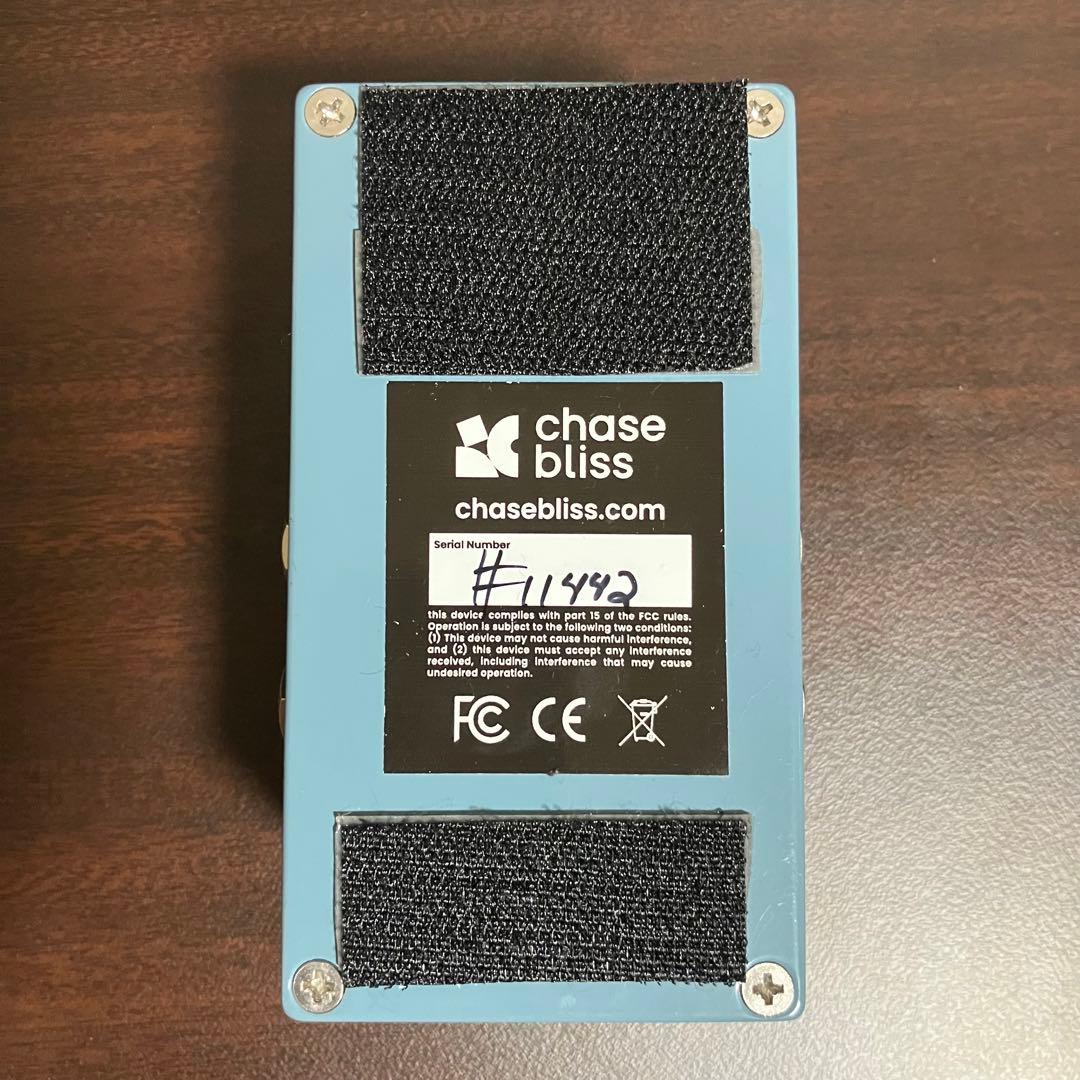 chase
bliss
chasebliss.com
Serial Number
#11442
this device complies with part 15 of the FCC rules.
Operation is subject to the following two conditions:
(1) This device may not cause harmful interference,
and (2) this device must accept any interference
received, including interference that may cause
undesired operation.
FC CE